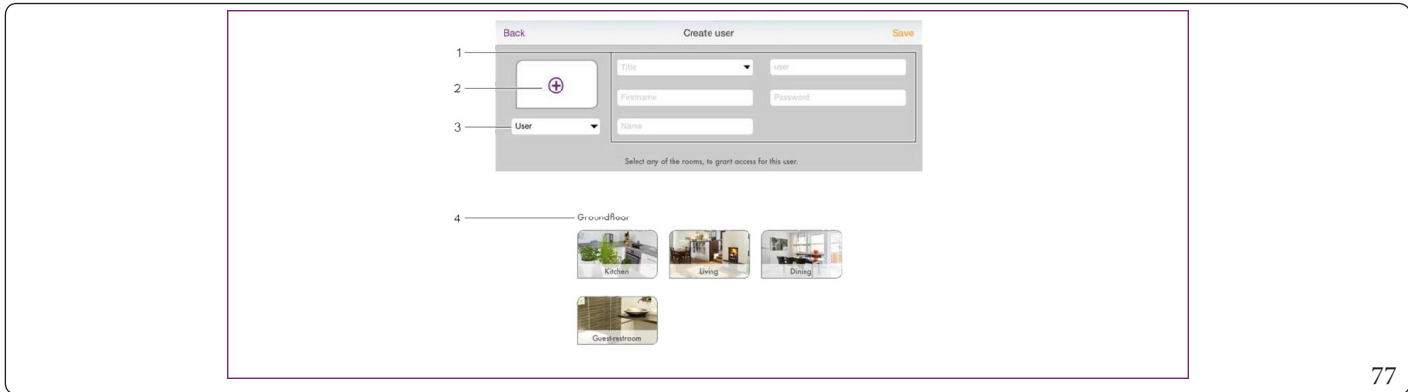 Back Create user Save
1
Title user
2
Firstname Password
3 User Name
Select any of the rooms, to grant access for this user.
4 Groundfloor
Kitchen Living Dining
Guest-restroom
77